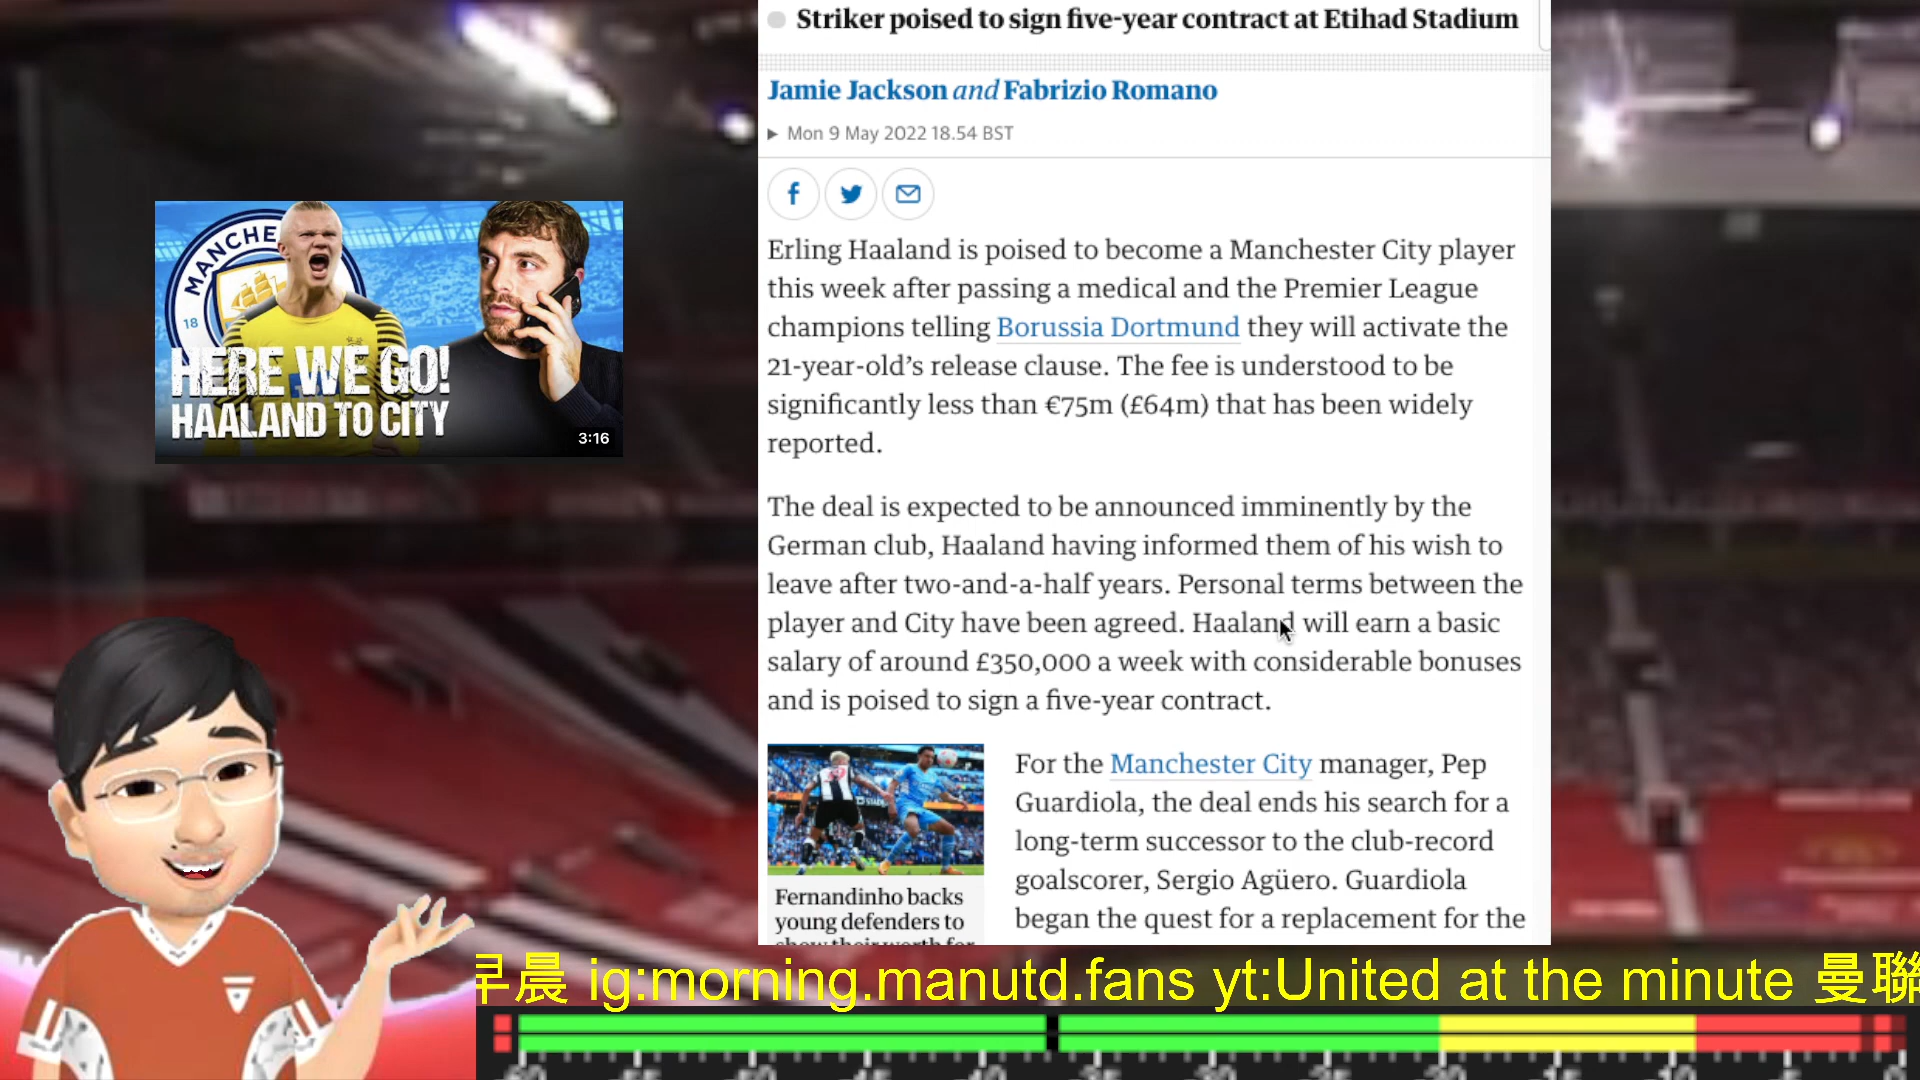 Striker poised to sign five-year contract at Etihad Stadium
Jamie Jackson and Fabrizio Romano
Mon 9 May 2022 18.54 BST
Erling Haaland is poised to become a Manchester City player
this week after passing a medical and the Premier League
champions telling Borussia Dortmund they will activate the
21-year-old’s release clause. The fee is understood to be
significantly less than €75m (£64m) that has been widely
reported.
The deal is expected to be announced imminently by the
German club, Haaland having informed them of his wish to
leave after two-and-a-half years. Personal terms between the
player and City have been agreed. Haaland will earn a basic
salary of around £350,000 a week with considerable bonuses
and is poised to sign a five-year contract.
For the Manchester City manager, Pep
Guardiola, the deal ends his search for a
long-term successor to the club-record
goalscorer, Sergio Agüero. Guardiola
began the quest for a replacement for the
Fernandinho backs
young defenders to
show their worth for
MANCHE
18
HERE WE GO!
HAALAND TO CITY
3:16
早晨 ig:morning.manutd.fans yt:United at the minute 曼聯